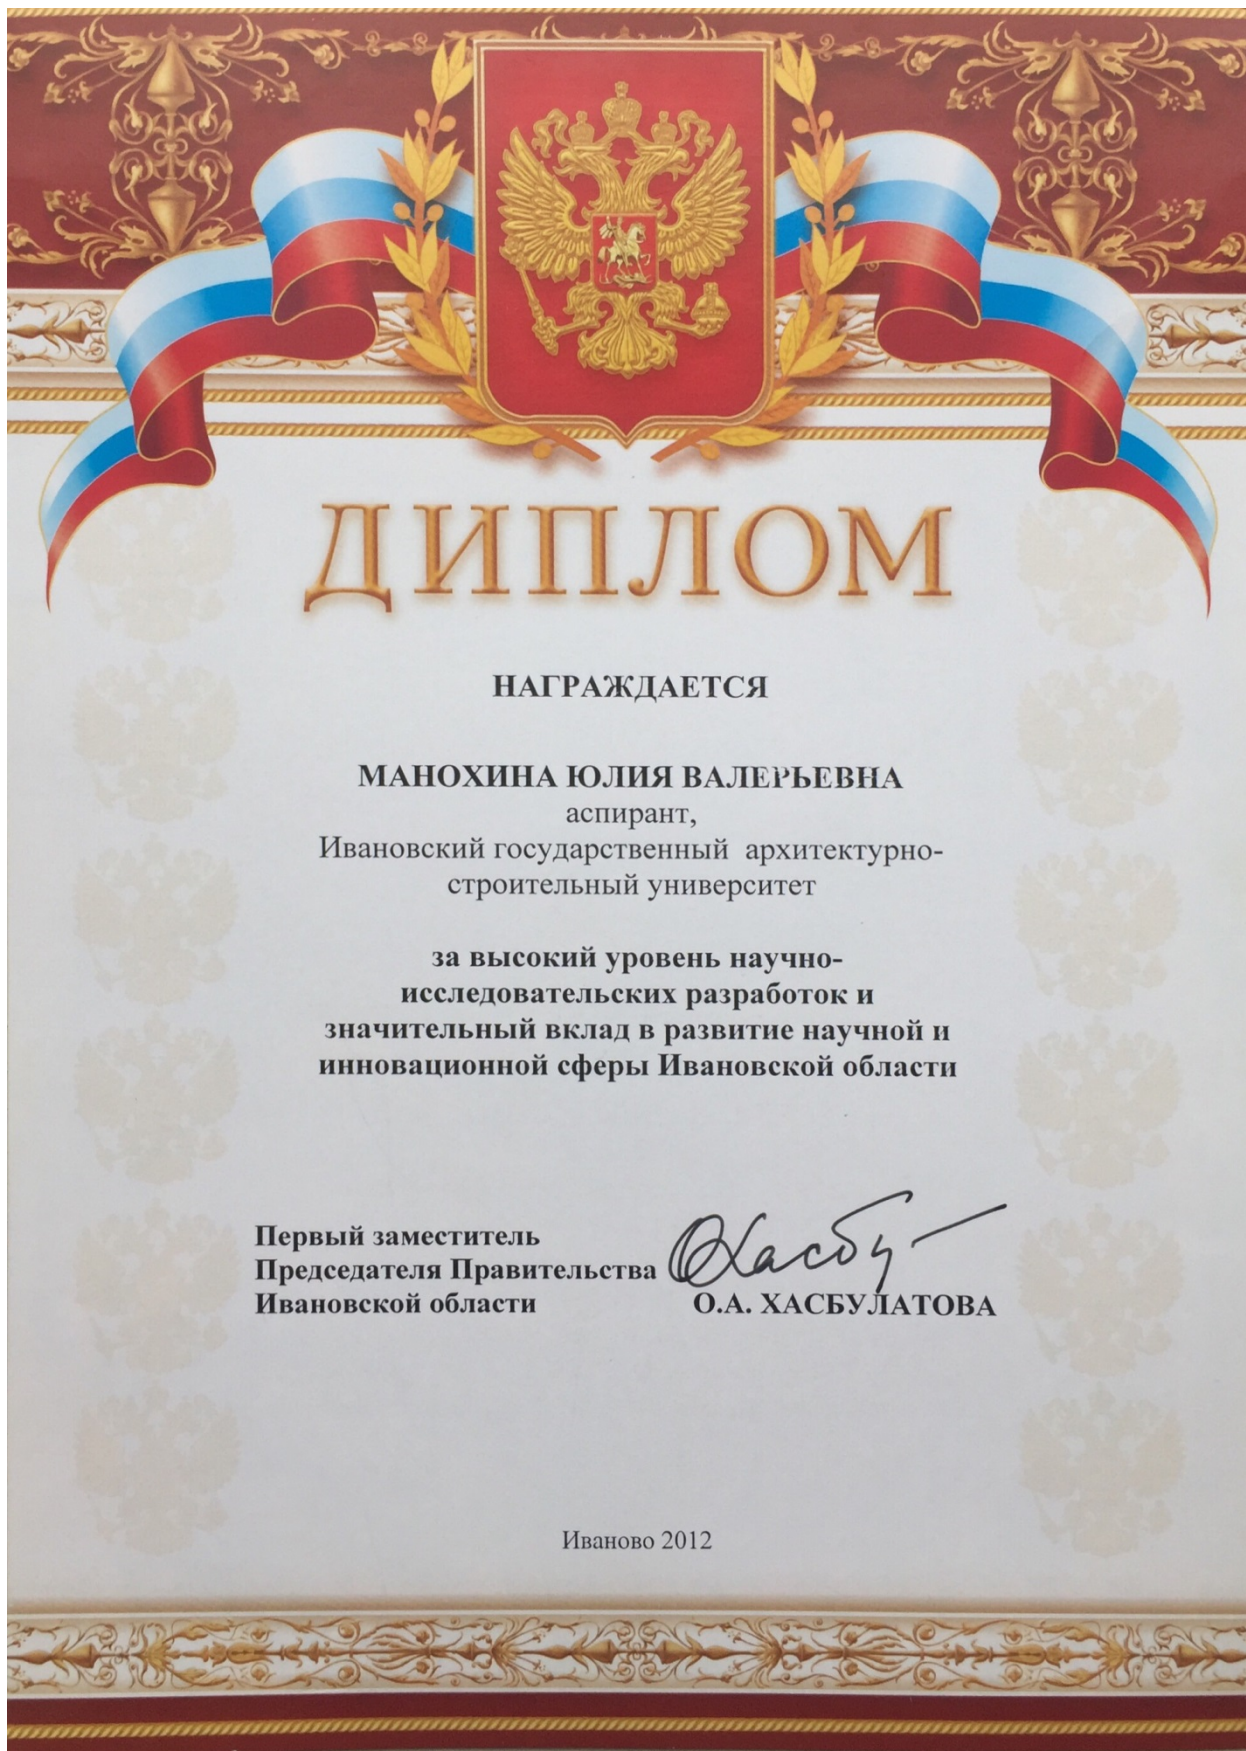 ДИПЛОМ
НАГРАЖДАЕТСЯ
МАНОХИНА ЮЛИЯ ВАЛЕРЬЕВНА
аспирант,
Ивановский государственный архитектурно-
строительный университет
за высокий уровень научно-
исследовательских разработок и
значительный вклад в развитие научной и
инновационной сферы Ивановской области
Первый заместитель
Председателя Правительства
Ивановской области О.А. ХАСБУЛАТОВА
Иваново 2012